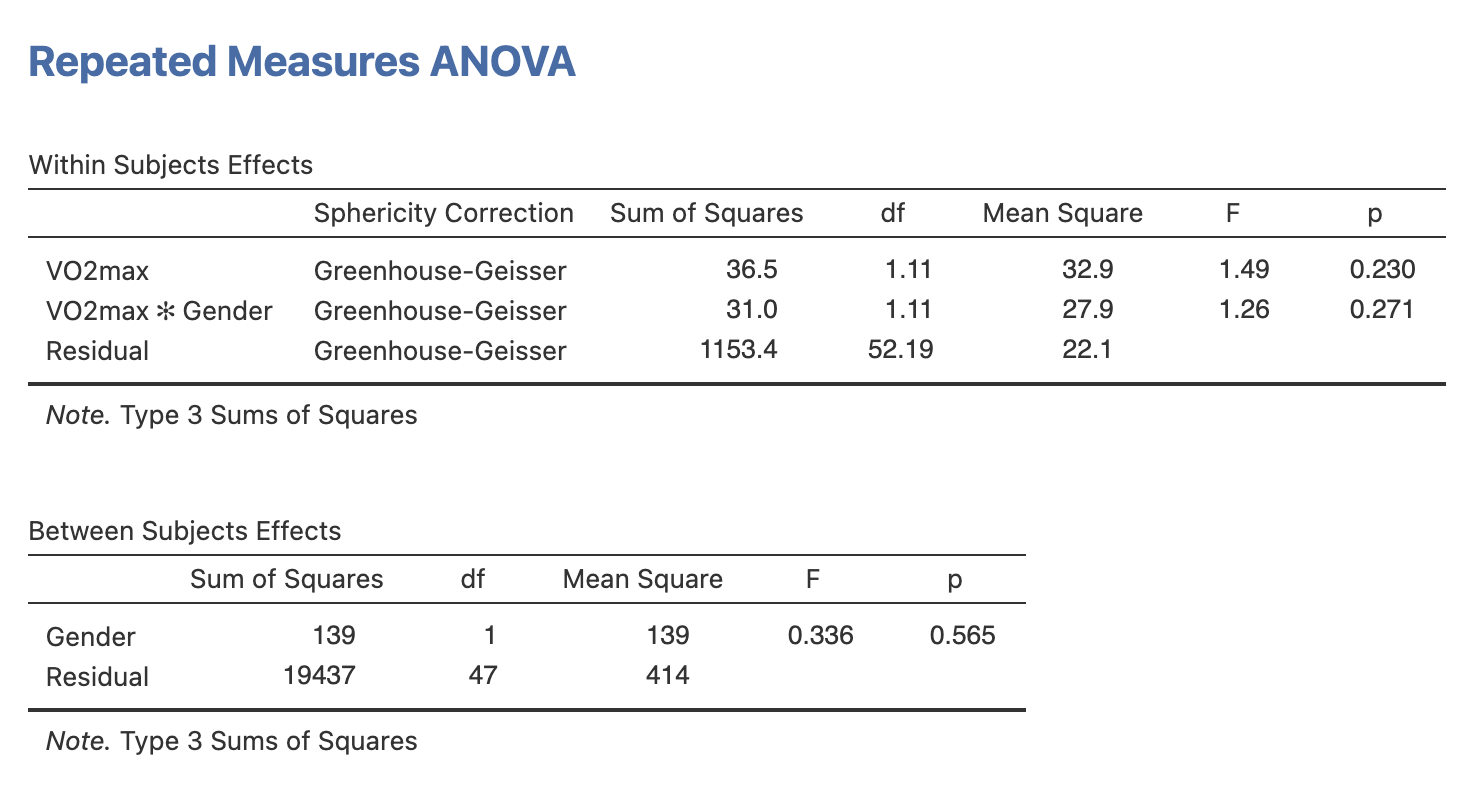 Repeated Measures ANOVA
Within Subjects Effects
Sphericity Correction Sum of Squares df Mean Square F p
VO2max Greenhouse-Geisser 36.5 1.11 32.9 1.49 0.230
VO2max ✻ Gender Greenhouse-Geisser 31.0 1.11 27.9 1.26 0.271
Residual Greenhouse-Geisser 1153.4 52.19 22.1
Note. Type 3 Sums of Squares
Between Subjects Effects
Sum of Squares df Mean Square F p
Gender 139 1 139 0.336 0.565
Residual 19437 47 414
Note. Type 3 Sums of Squares